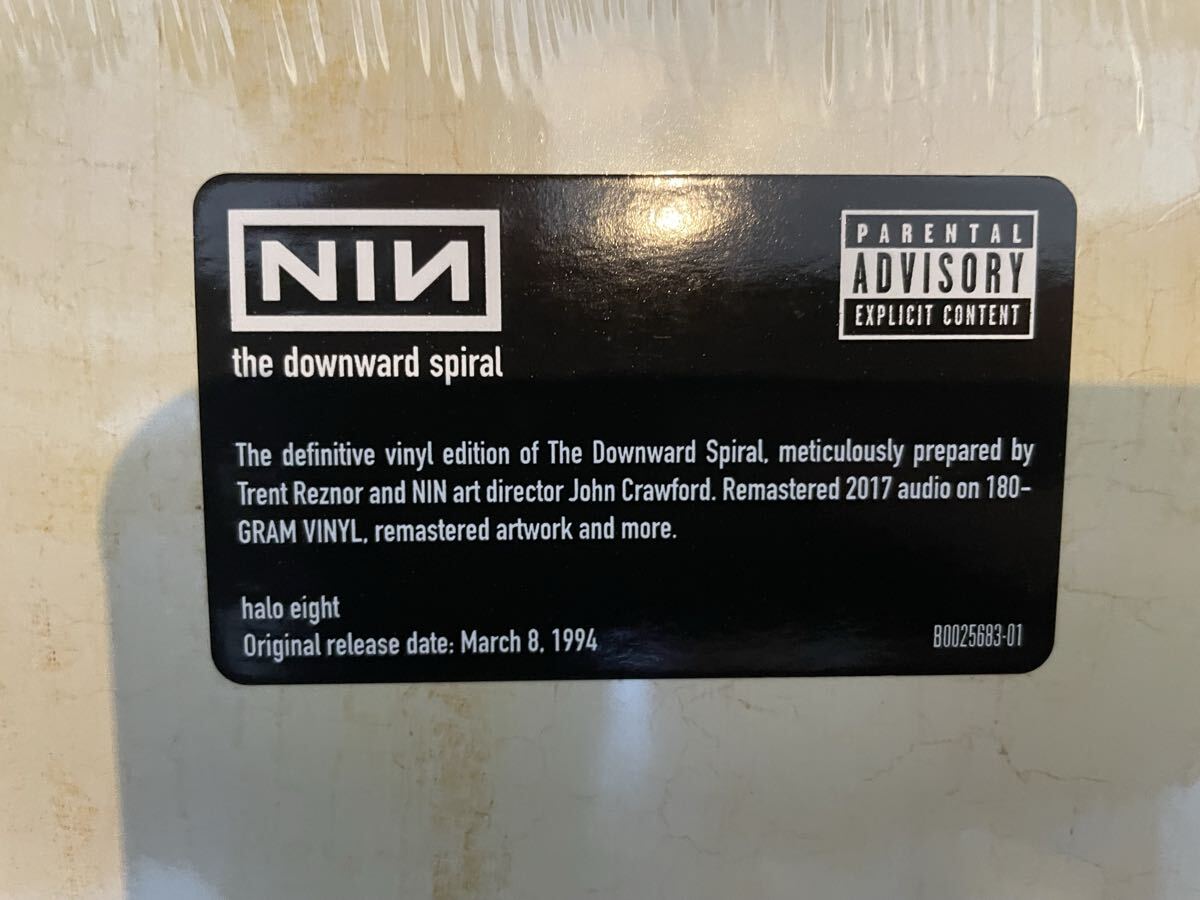 NIN
PARENTAL
ADVISORY
EXPLICIT CONTENT
the downward spiral
The definitive vinyl edition of The Downward Spiral, meticulously prepared by
Trent Reznor and NIN art director John Crawford. Remastered 2017 audio on 180-
GRAM VINYL, remastered artwork and more.
halo eight
Original release date: March 8, 1994
B0025683-01